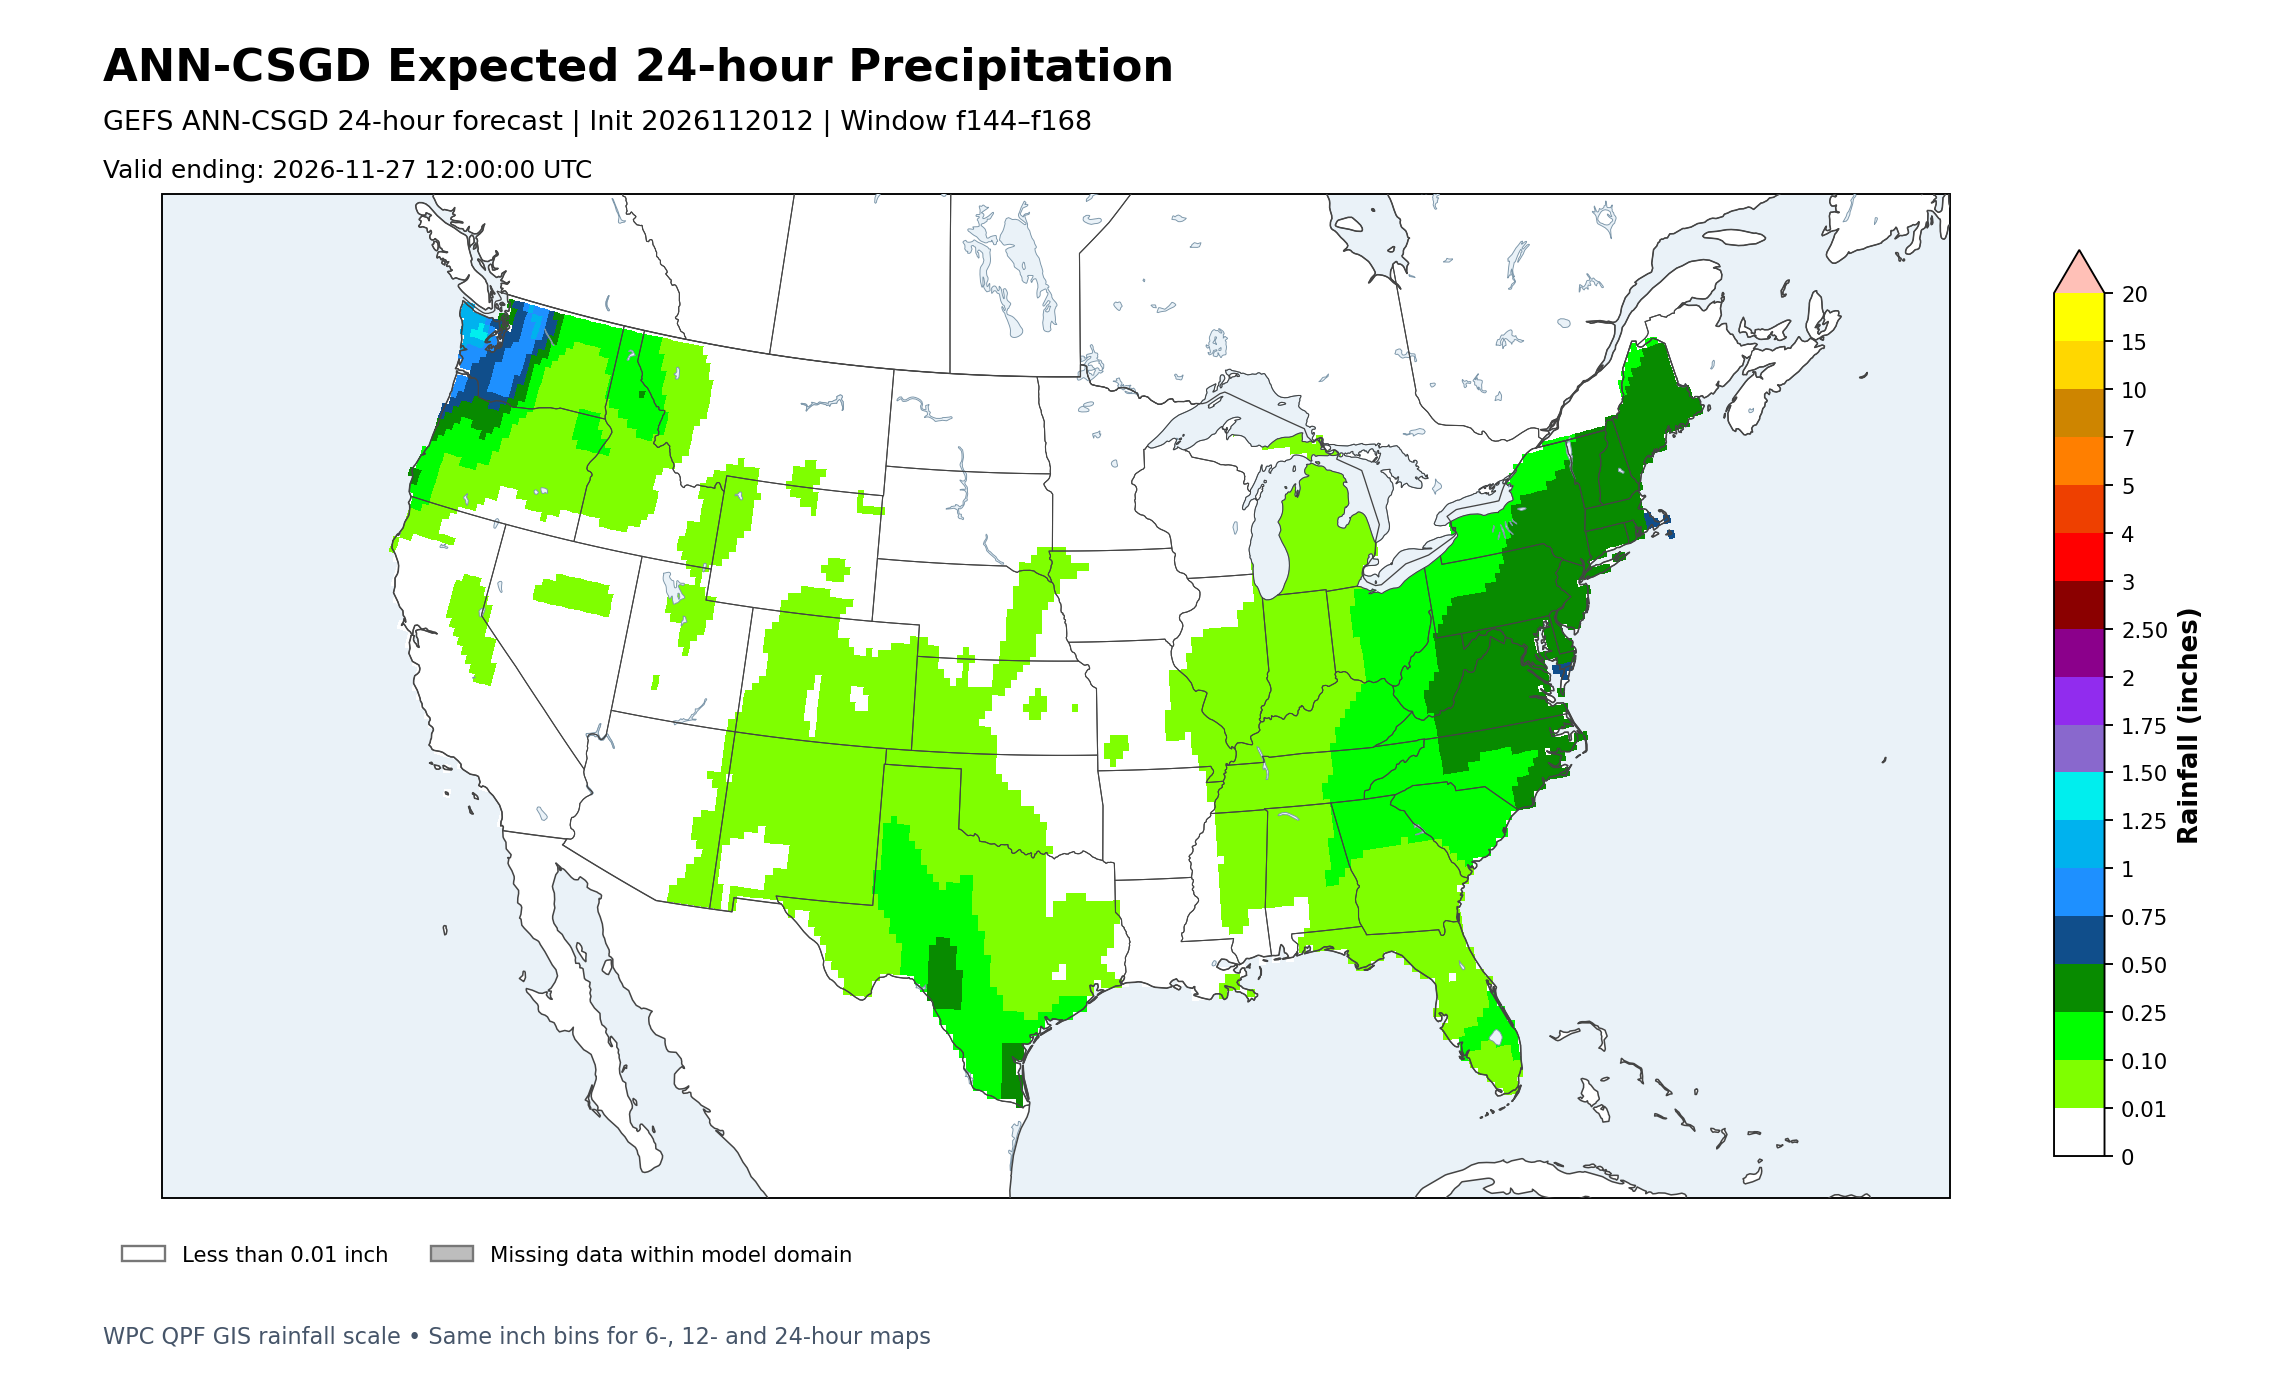 ANN-CSGD Expected 24-hour Precipitation
GEFS ANN-CSGD 24-hour forecast | Init 2026112012 | Window f144–f168
Valid ending: 2026-11-27 12:00:00 UTC
20
15
10
7
5
4
3
2.50
2
1.75
1.50
1.25
1
0.75
0.50
0.25
0.10
0.01
0
Rainfall (inches)
Less than 0.01 inch
Missing data within model domain
WPC QPF GIS rainfall scale • Same inch bins for 6-, 12- and 24-hour maps